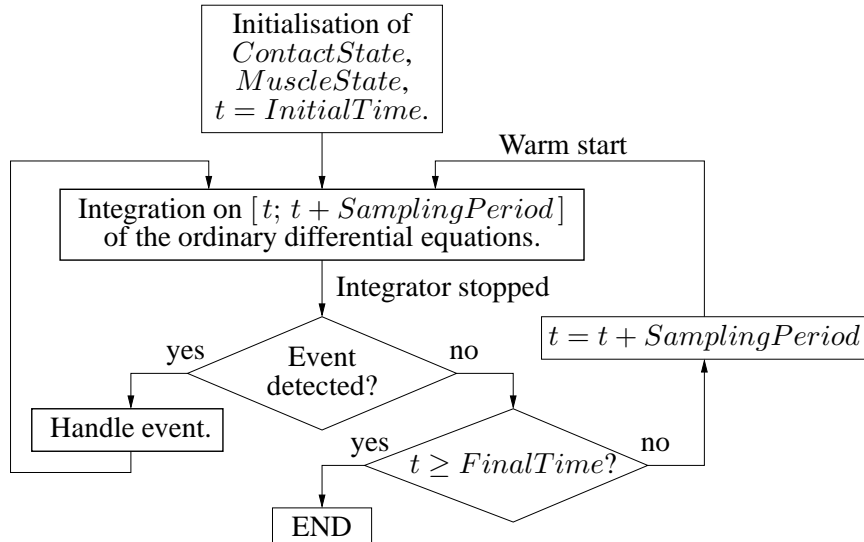 Initialisation of
ContactState,
MuscleState,
t = InitialTime.
Warm start
Integration on [t; t + SamplingPeriod]
of the ordinary differential equations.
Integrator stopped
t = t + SamplingPeriod
yes
Event
detected?
no
Handle event.
yes
t ≥ FinalTime?
no
END